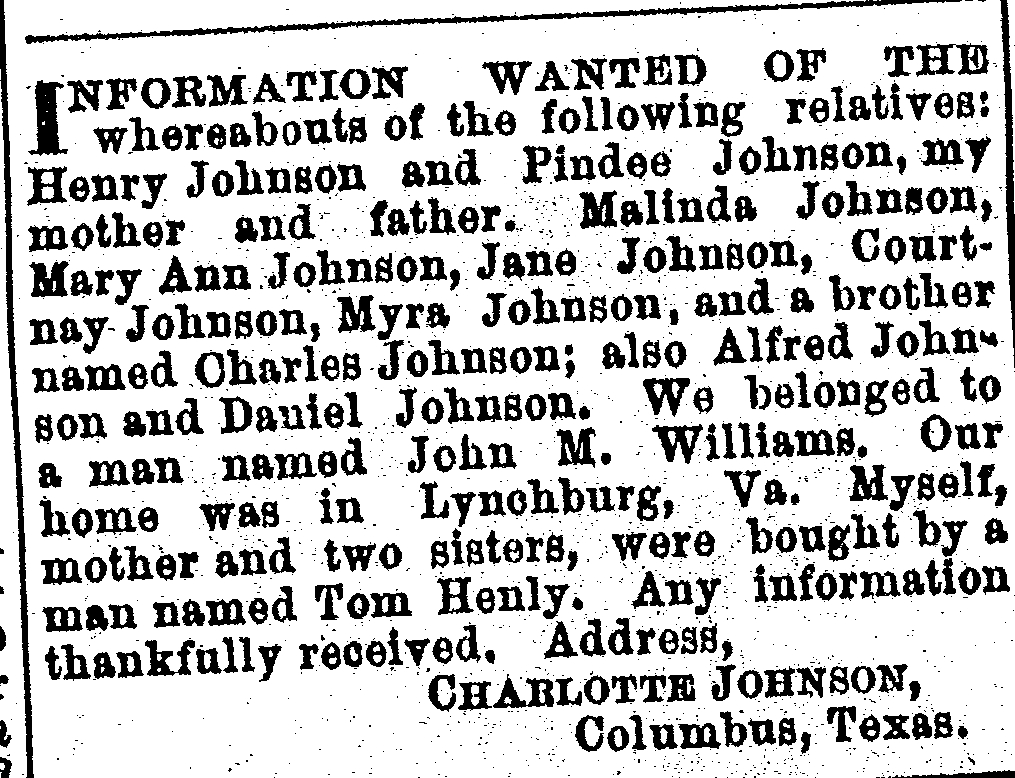 INFORMATION WANTED OF THE
whereabouts of the following relatives:
Henry Johnson and Pindee Johnson, my
mother and father. Malinda Johnson,
Mary Ann Johnson, Jane Johnson, Court-
nay Johnson, Myra Johnson, and a brother
named Charles Johnson; also Alfred John-
son and Daniel Johnson. We belonged to
a man named John M. Williams. Our
home was in Lynchburg, Va. Myself,
mother and two sisters, were bought by a
man named Tom Henly. Any information
thankfully received. Address,
CHARLOTTE JOHNSON,
Columbus, Texas.